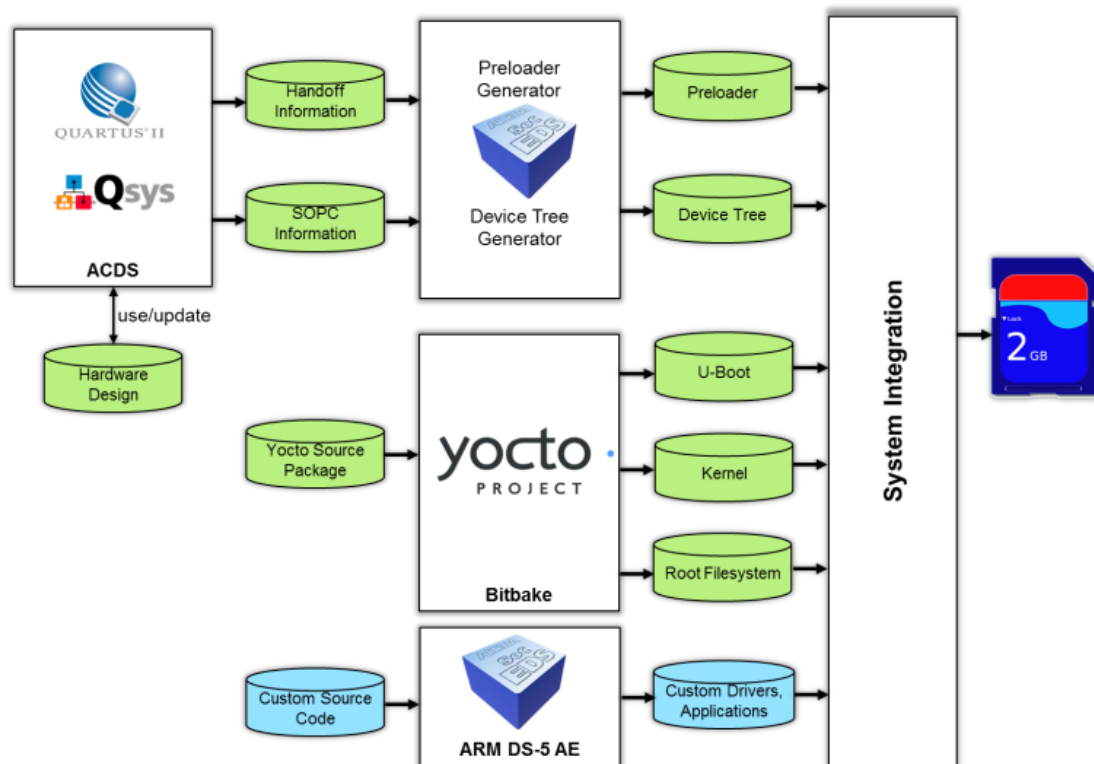 QUARTUS® II
Qsys
ACDS
use/update
Hardware
Design
Handoff
Information
SOPC
Information
Preloader
Generator
ALTERA
SoC
EDS
Device Tree
Generator
Preloader
Device Tree
Yocto Source
Package
yocto
PROJECT
Bitbake
U-Boot
Kernel
Root Filesystem
Custom Source
Code
ALTERA
SoC
EDS
ARM DS-5 AE
Custom Drivers,
Applications
System Integration
▼Lock
2 GB